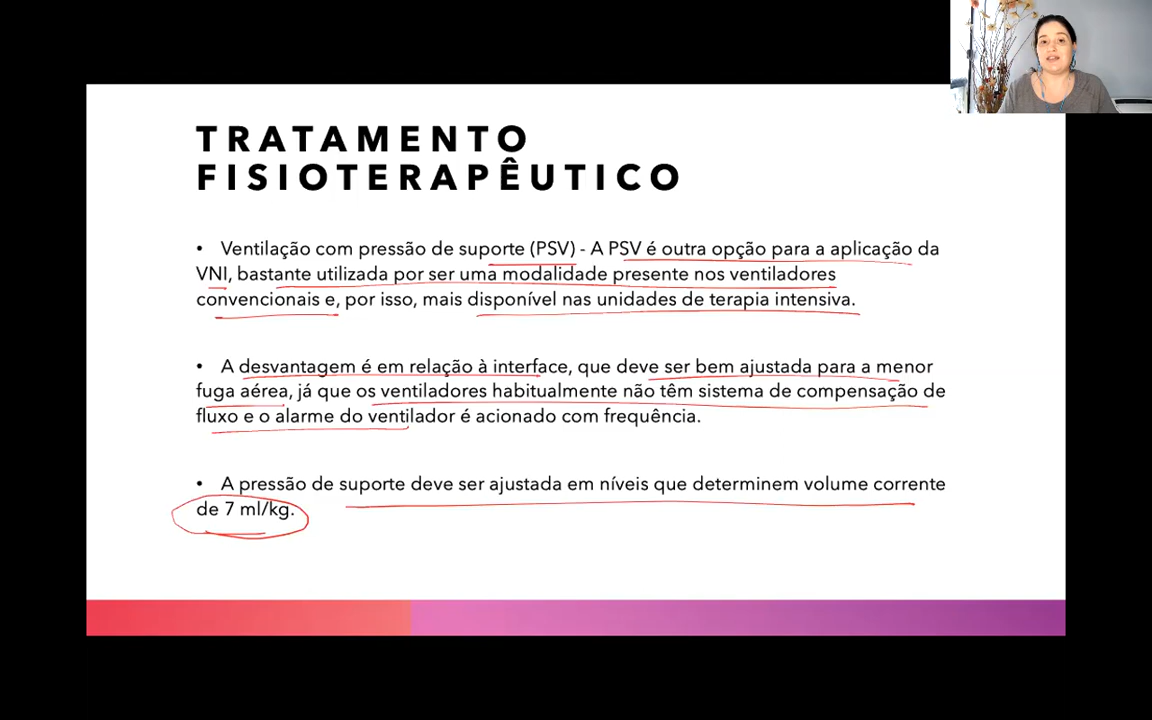 TRATAMENTO
FISIOTERAPÊUTICO
• Ventilação com pressão de suporte (PSV) - A PSV é outra opção para a aplicação da
VNI, bastante utilizada por ser uma modalidade presente nos ventiladores
convencionais e, por isso, mais disponível nas unidades de terapia intensiva.
• A desvantagem é em relação à interface, que deve ser bem ajustada para a menor
fuga aérea, já que os ventiladores habitualmente não têm sistema de compensação de
fluxo e o alarme do ventilador é acionado com frequência.
• A pressão de suporte deve ser ajustada em níveis que determinem volume corrente
de 7 ml/kg.